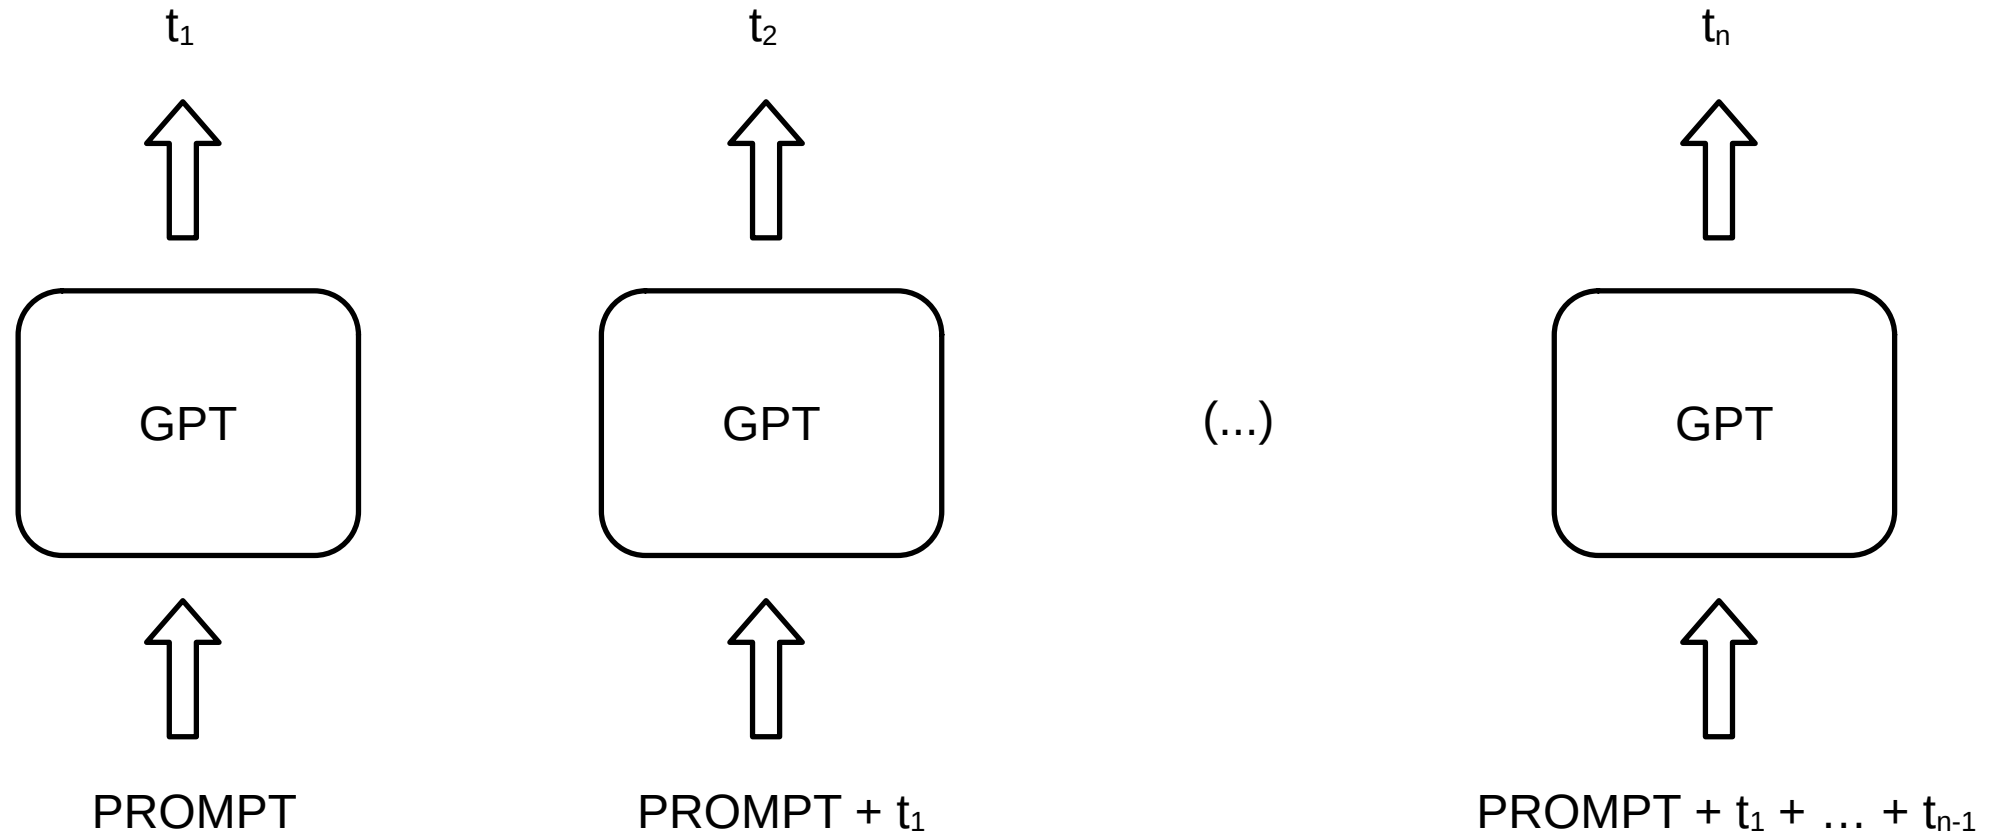 t₁ t₂ tₙ
GPT GPT (...) GPT
PROMPT PROMPT + t₁ PROMPT + t₁ + … + tₙ₋₁